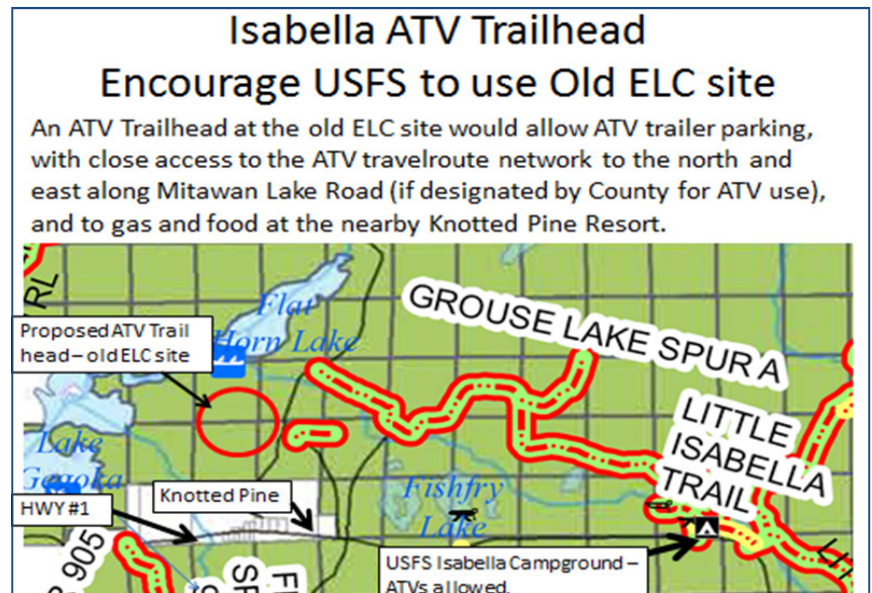 Isabella ATV Trailhead
Encourage USFS to use Old ELC site
An ATV Trailhead at the old ELC site would allow ATV trailer parking,
with close access to the ATV travelroute network to the north and
east along Mitawan Lake Road (if designated by County for ATV use),
and to gas and food at the nearby Knotted Pine Resort.
RL
Flat
Horn Lake
GROUSE LAKE SPUR A
Proposed ATV Trail
head – old ELC site
LITTLE
ISABELLA
TRAIL
Lake
Gegoka
Knotted Pine
Fishfry
Lake
HWY #1
905
USFS Isabella Campground –
ATVs allowed.